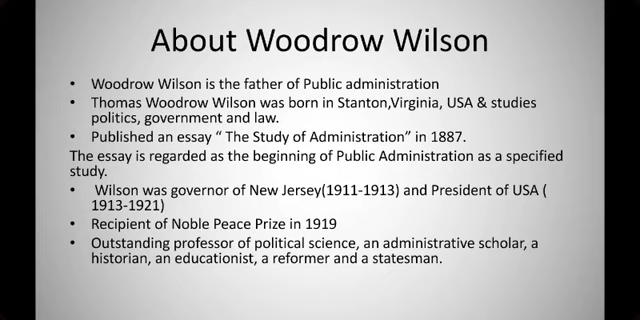 About Woodrow Wilson
• Woodrow Wilson is the father of Public administration
• Thomas Woodrow Wilson was born in Stanton,Virginia, USA & studies
politics, government and law.
• Published an essay “ The Study of Administration” in 1887.
The essay is regarded as the beginning of Public Administration as a specified
study.
• Wilson was governor of New Jersey(1911-1913) and President of USA (
1913-1921)
• Recipient of Noble Peace Prize in 1919
• Outstanding professor of political science, an administrative scholar, a
historian, an educationist, a reformer and a statesman.